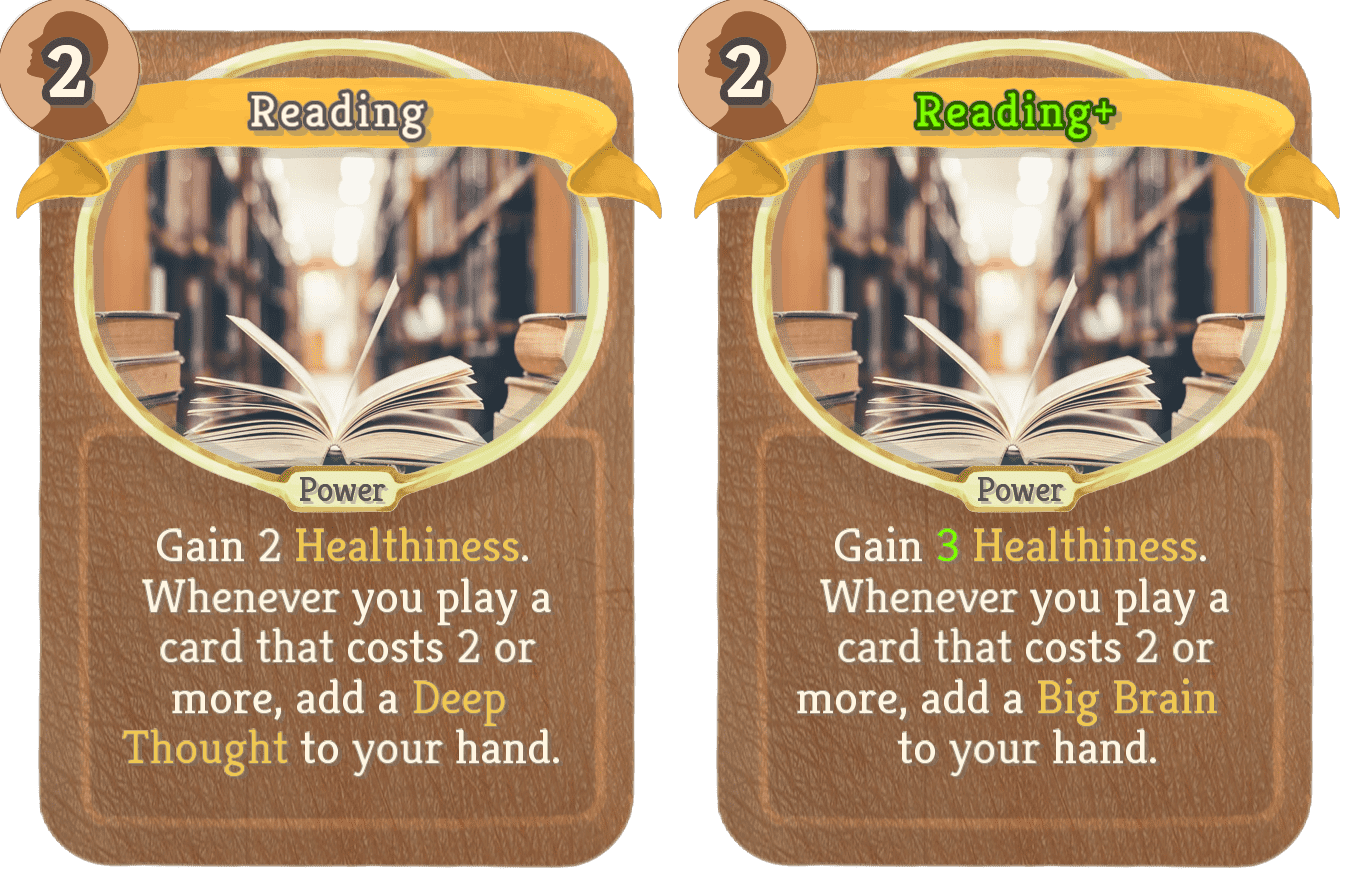 2
Reading
Power
Gain 2 Healthiness.
Whenever you play a
card that costs 2 or
more, add a Deep
Thought to your hand.
2
Reading+
Power
Gain 3 Healthiness.
Whenever you play a
card that costs 2 or
more, add a Big Brain
to your hand.